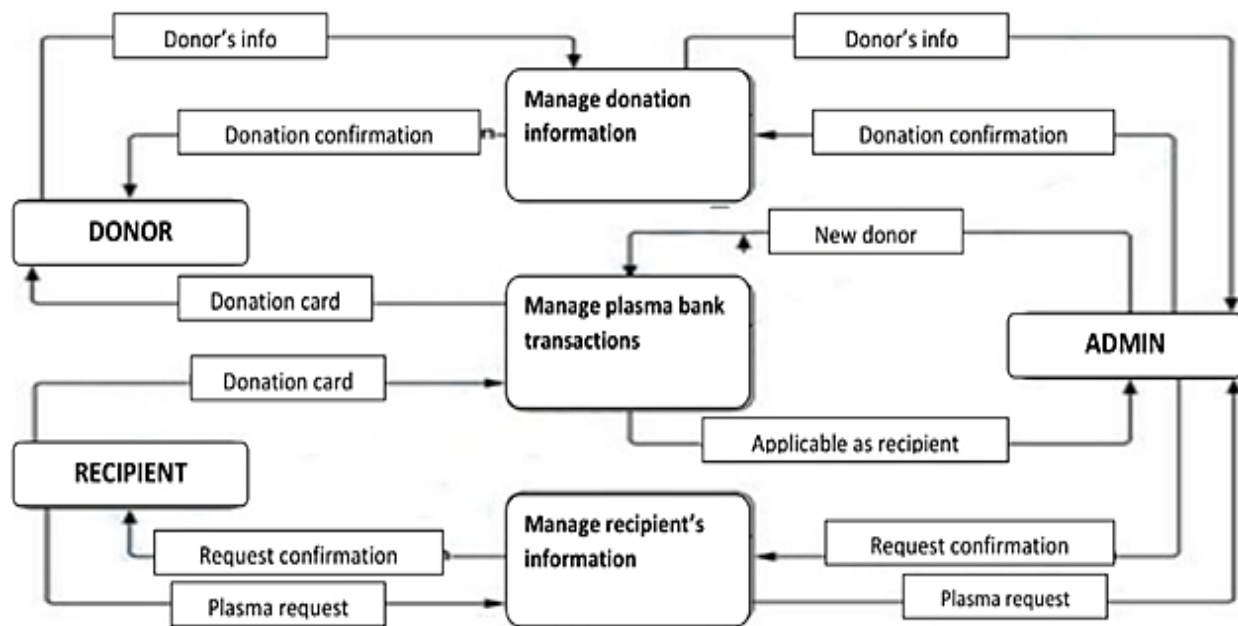 Donor's info
Donor's info
Manage donation
information
Donation confirmation
Donation confirmation
DONOR
New donor
Donation card
Manage plasma bank
transactions
ADMIN
Donation card
Applicable as recipient
RECIPIENT
Manage recipient's
information
Request confirmation
Request confirmation
Plasma request
Plasma request